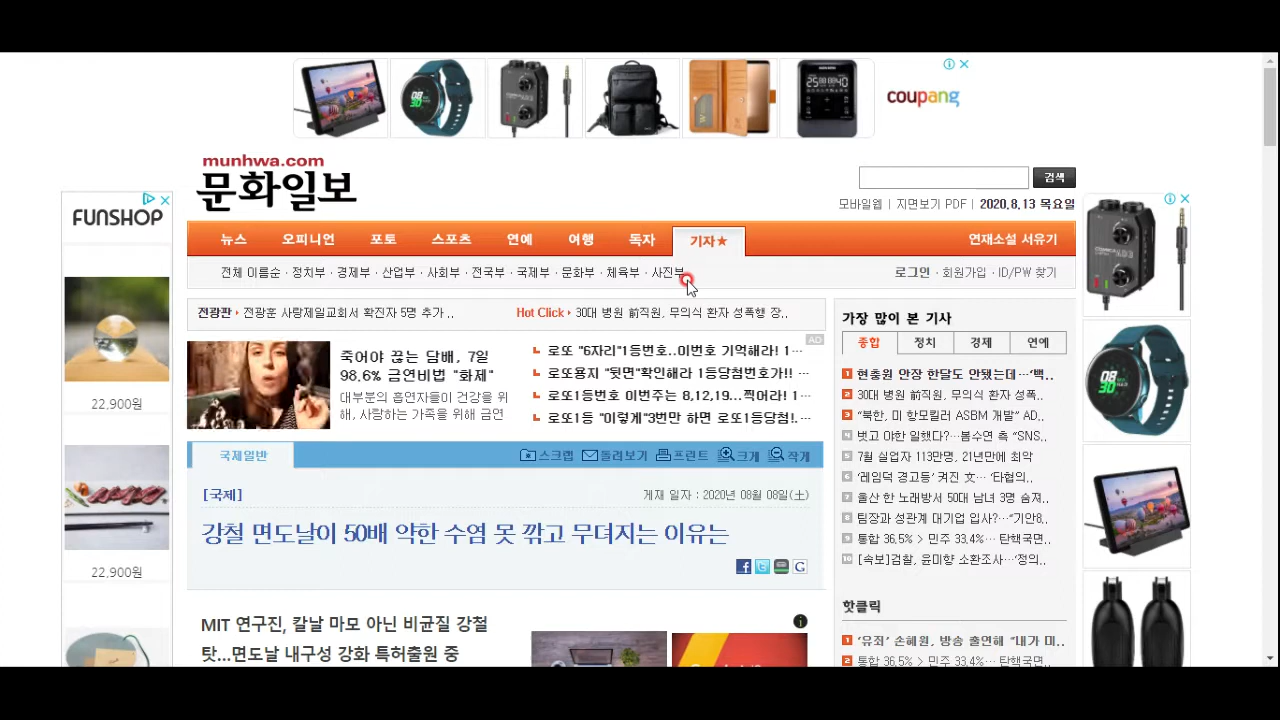 coupang
munhwa.com
문화일보
검색
모바일웹 | 지면보기 PDF | 2020.8.13 목요일
FUNSHOP
뉴스 오피니언 포토 스포츠 연예 여행 독자 기자★ 연재소설 서유기
전체 이름순 · 정치부 · 경제부 · 산업부 · 사회부 · 전국부 · 국제부 · 문화부 · 체육부 · 사진부
로그인 · 회원가입 · ID/PW 찾기
전광판 전광훈 사랑제일교회서 확진자 5명 추가 ..
Hot Click 30대 병원 前직원, 무의식 환자 성폭행 장..
AD
죽어야 끊는 담배, 7일
98.6% 금연비법 "화제"
대부분의 흡연자들이 건강을 위
해, 사랑하는 가족을 위해 금연
로또 "6자리"1등번호..이번호 기억해라! 1…
로또용지 "뒷면"확인해라 1등당첨번호가!! …
로또1등번호 이번주는 8,12,19...찍어라! 1…
로또1등 "이렇게"3번만 하면 로또1등당첨!.…
국제일반
스크랩 돌려보기 프린트 크게 작게
[국제]
게재 일자 : 2020년 08월 08일(土)
강철 면도날이 50배 약한 수염 못 깎고 무뎌지는 이유는
MIT 연구진, 칼날 마모 아닌 비균질 강철
탓…면도날 내구성 강화 특허출원 중
22,900원
22,900원
가장 많이 본 기사
종합 정치 경제 연예
1 현충원 안장 한달도 안됐는데…'백..
2 30대 병원 前직원, 무의식 환자 성폭..
3 "북한, 미 항모킬러 ASBM 개발" AD..
4 벗고 야한 일했다?…봄수연 측 "SNS..
5 7월 실업자 113만명, 21년만에 최악
6 '레임덕 경고등' 켜진 文… '타협의..
7 울산 한 노래방서 50대 남녀 3명 숨져..
8 팀장과 성관계 대기업 입사?…"기안8..
9 통합 36.5% > 민주 33.4%… 탄핵국면..
10 [속보]검찰, 윤미향 소환조사…'정의..
핫클릭
1 '유죄' 손혜원, 방송 출연해 "내가 미..
2 통합 36.5% > 민주 33.4%… 탄핵국면..